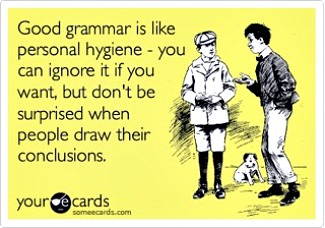 Good grammar is like
personal hygiene - you
can ignore it if you
want, but don't be
surprised when
people draw their
conclusions.
your e cards
someecards.com